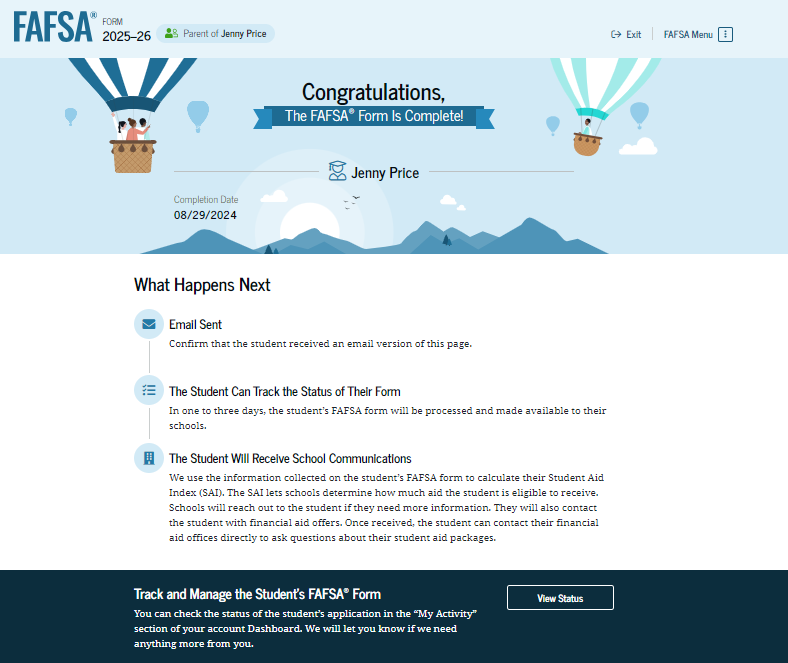 FAFSA® FORM
2025–26
Parent of Jenny Price
Exit
FAFSA Menu
Congratulations,
The FAFSA® Form Is Complete!
Jenny Price
Completion Date
08/29/2024
What Happens Next
Email Sent
Confirm that the student received an email version of this page.
The Student Can Track the Status of Their Form
In one to three days, the student’s FAFSA form will be processed and made available to their
schools.
The Student Will Receive School Communications
We use the information collected on the student’s FAFSA form to calculate their Student Aid
Index (SAI). The SAI lets schools determine how much aid the student is eligible to receive.
Schools will reach out to the student if they need more information. They will also contact
the student with financial aid offers. Once received, the student can contact their financial
aid offices directly to ask questions about their student aid packages.
Track and Manage the Student’s FAFSA® Form
You can check the status of the student’s application in the “My Activity”
section of your account Dashboard. We will let you know if we need
anything more from you.
View Status